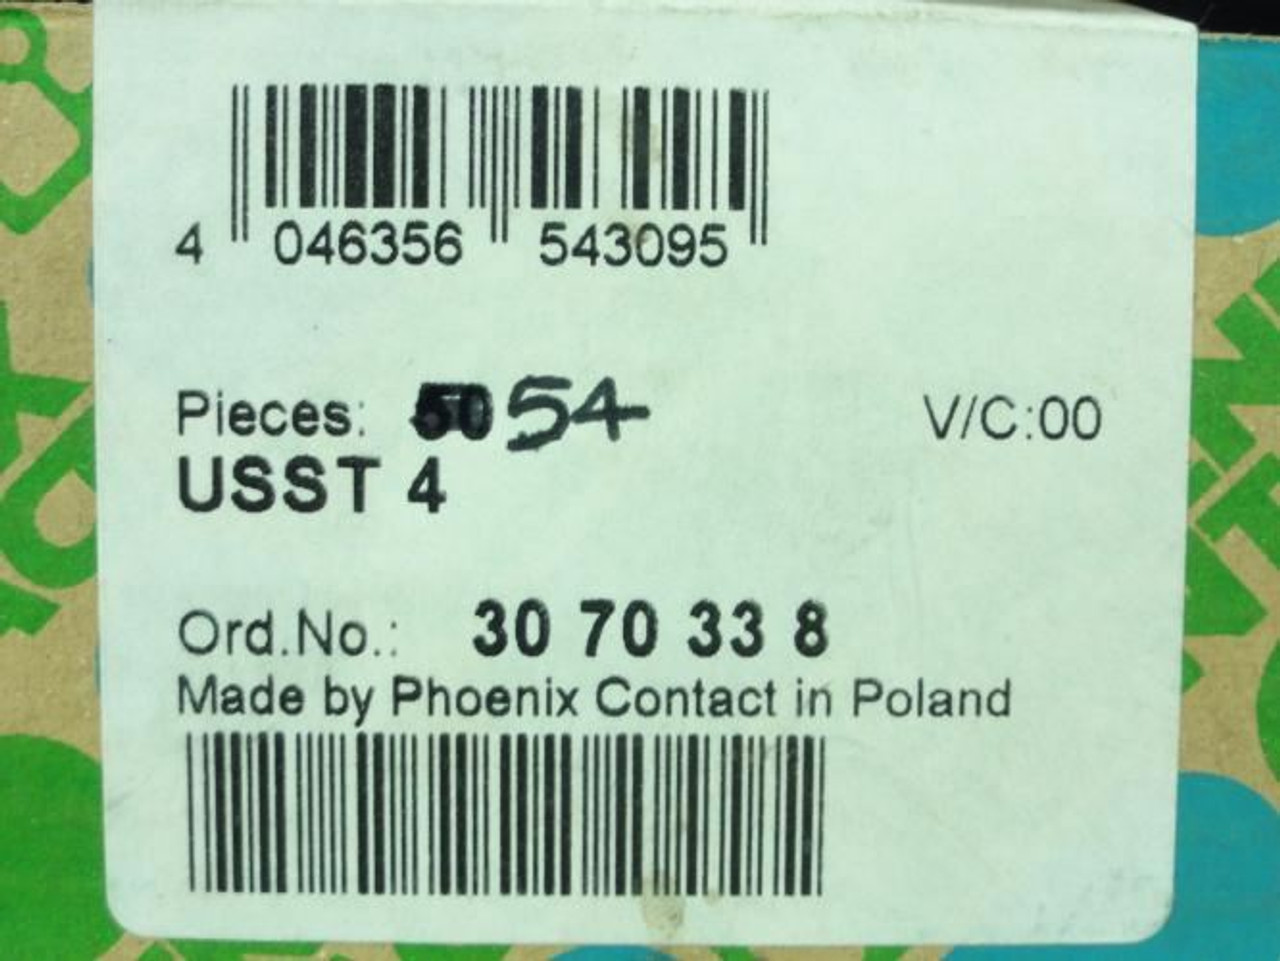 4 046356 543095
Pieces: 50 54
V/C:00
USST 4
Ord.No.: 30 70 33 8
Made by Phoenix Contact in Poland